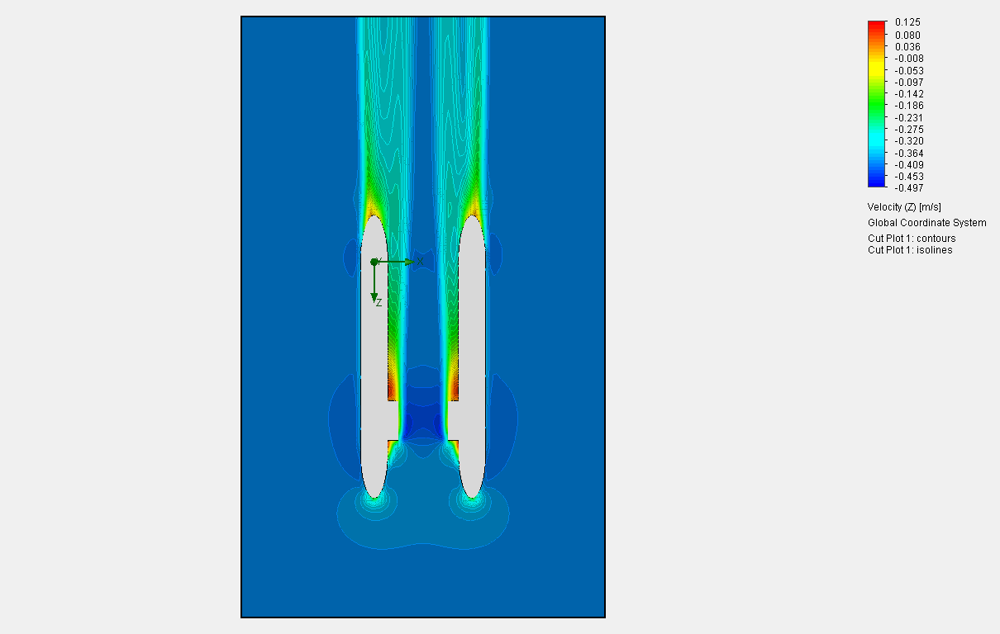 0.125
0.080
0.036
-0.008
-0.053
-0.097
-0.142
-0.186
-0.231
-0.275
-0.320
-0.364
-0.409
-0.453
-0.497
Velocity (Z) [m/s]
Global Coordinate System
Cut Plot 1: contours
Cut Plot 1: isolines
Y X
Z